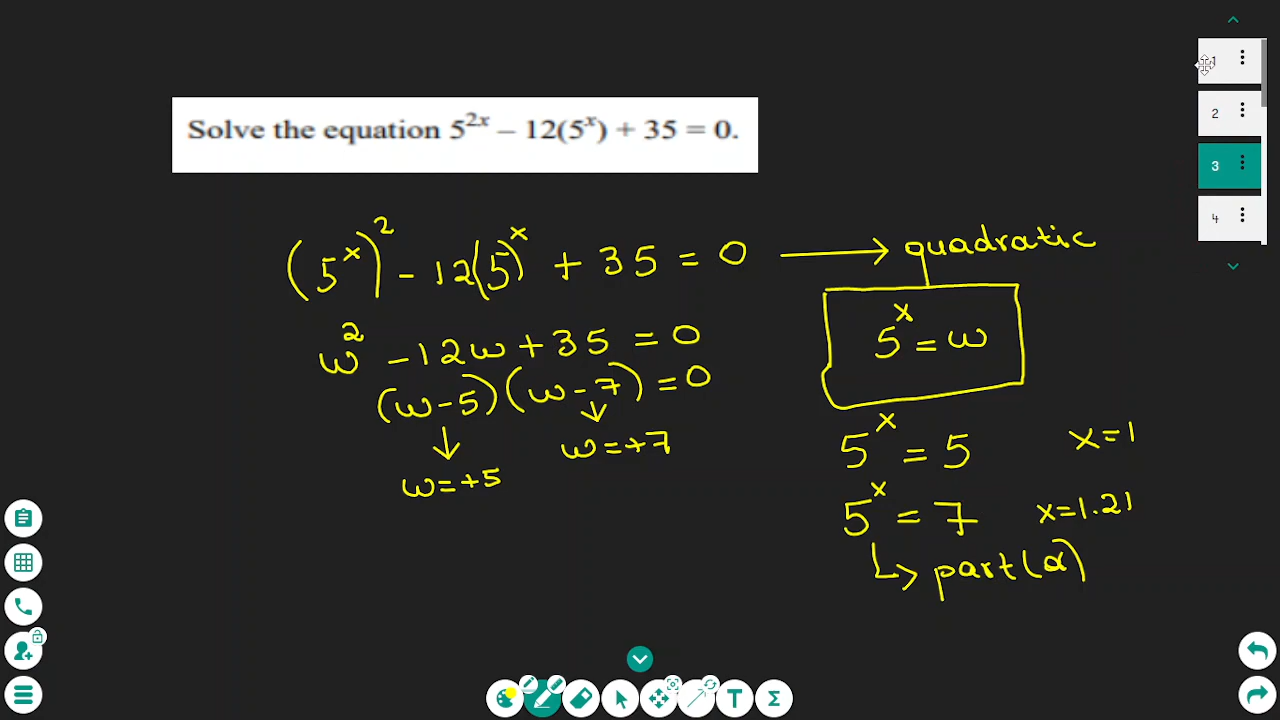 Solve the equation 5^{2x} – 12(5^x) + 35 = 0.
(5^x)^2 - 12(5)^x + 35 = 0 → quadratic
5^x = w
w^2 - 12w + 35 = 0
(w-5)(w-7) = 0
w=+7
w=+5
5^x = 5 x=1
5^x = 7 x=1.21
↳ part(a)
1
2
3
4
T
Σ